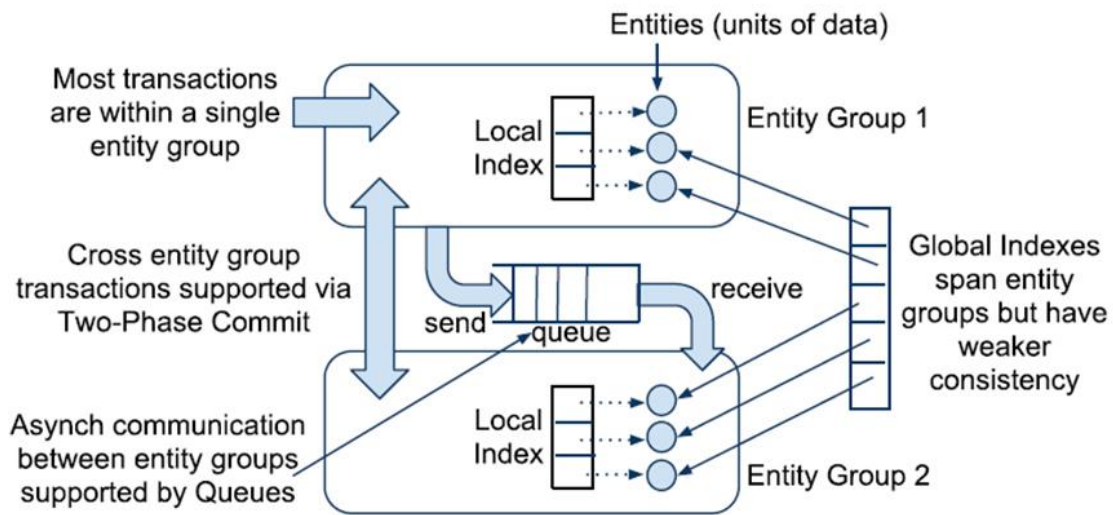 Entities (units of data)
Most transactions
are within a single
entity group
Local
Index
Entity Group 1
Cross entity group
transactions supported via
Two-Phase Commit
send
queue
receive
Global Indexes
span entity
groups but have
weaker
consistency
Asynch communication
between entity groups
supported by Queues
Local
Index
Entity Group 2